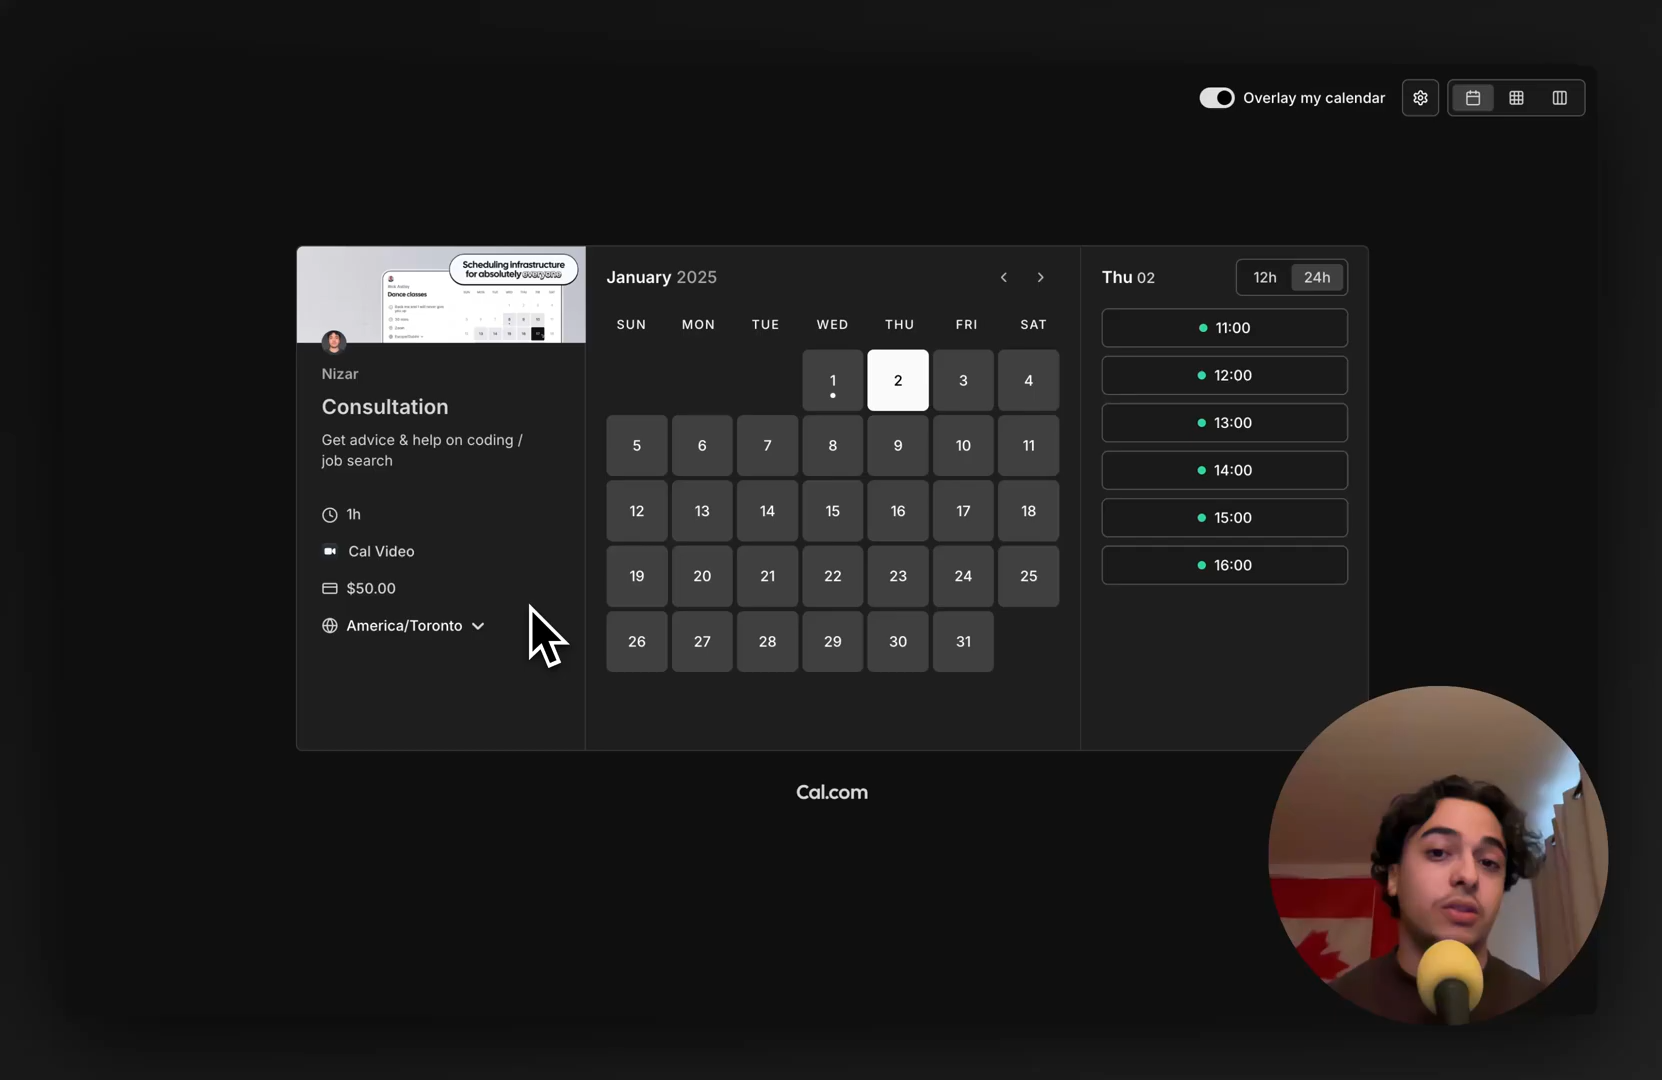 Overlay my calendar
Scheduling infrastructure
for absolutely everyone
Dance classes
Nizar
Consultation
Get advice & help on coding /
job search
1h
Cal Video
$50.00
America/Toronto
January 2025
SUN MON TUE WED THU FRI SAT
1 2 3 4
5 6 7 8 9 10 11
12 13 14 15 16 17 18
19 20 21 22 23 24 25
26 27 28 29 30 31
Thu 02
12h 24h
11:00
12:00
13:00
14:00
15:00
16:00
Cal.com